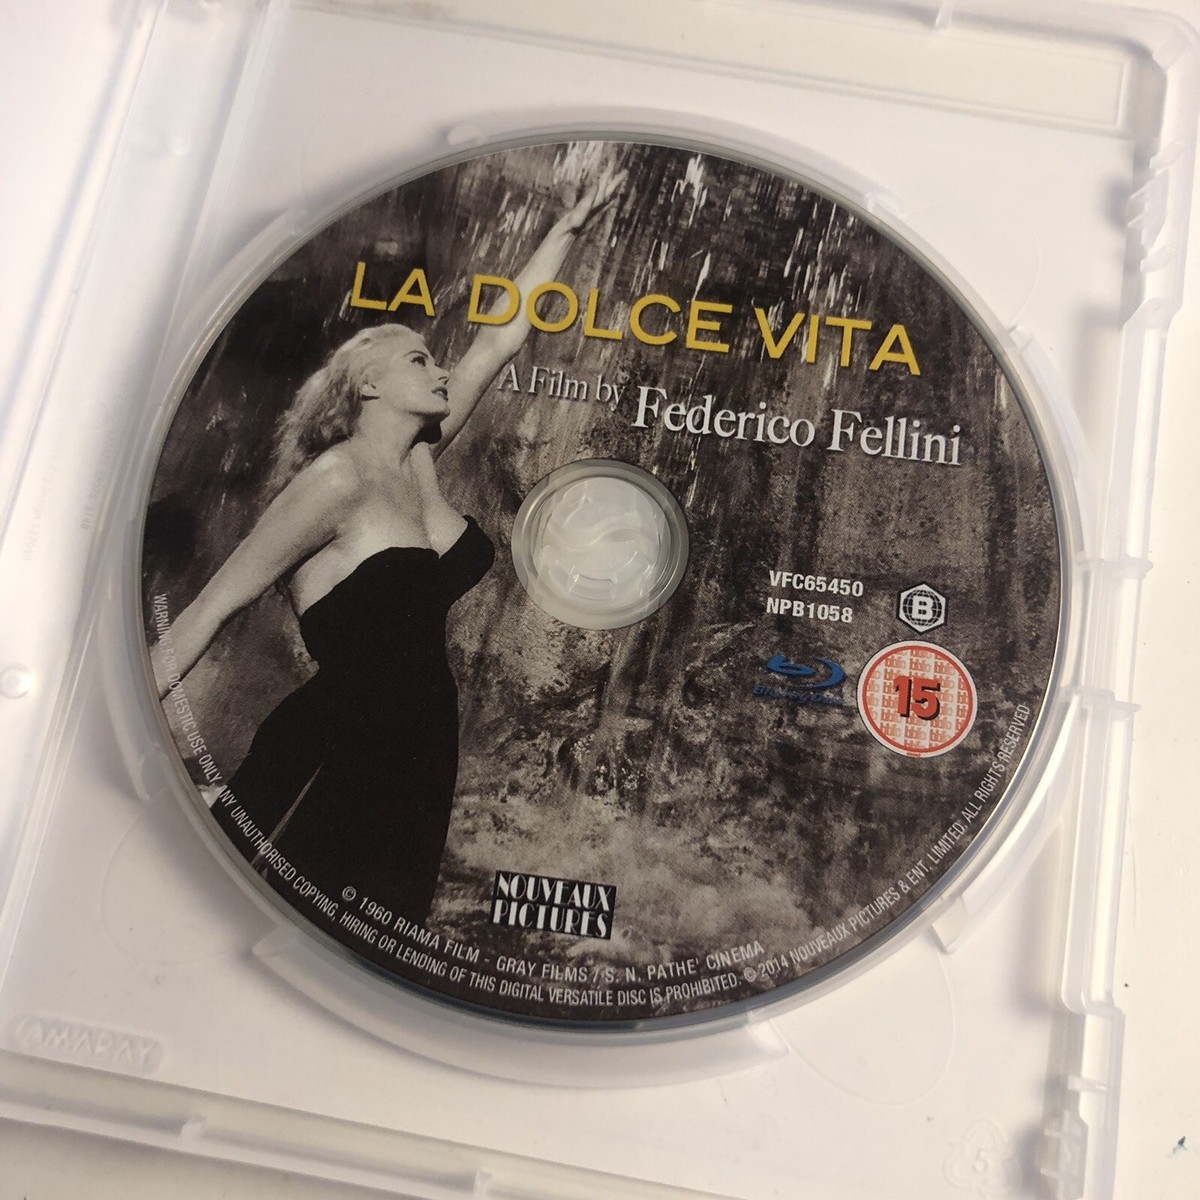 LA DOLCE VITA
A Film by Federico Fellini
VFC65450
NPB1058
B
Blu-ray Disc
15
NOUVEAUX
PICTURES
© 1960 RIAMA FILM - GRAY FILMS / S. N. PATHE' CINEMA
WARNING: FOR DOMESTIC USE ONLY. ANY UNAUTHORISED COPYING, HIRING OR LENDING OF THIS DIGITAL VERSATILE DISC IS PROHIBITED. © 2014 NOUVEAUX PICTURES & ENT. LIMITED: ALL RIGHTS RESERVED
AMARAY